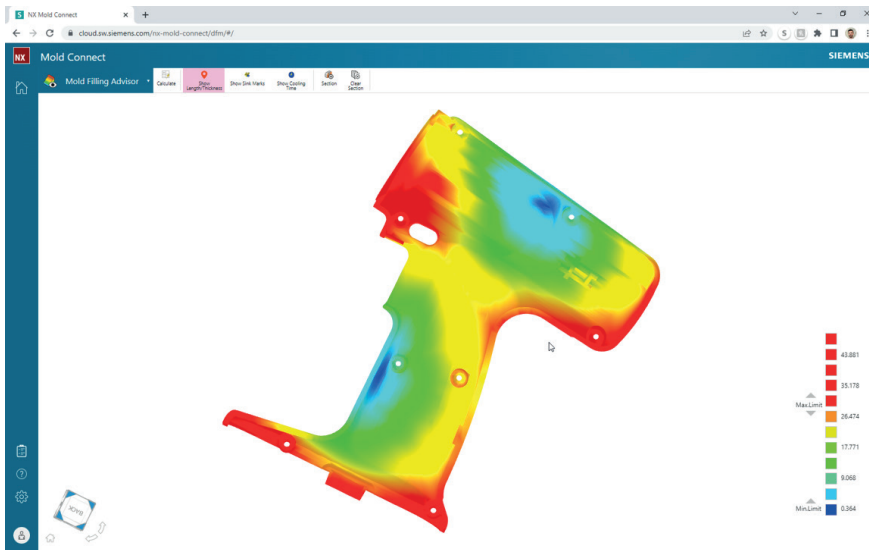 S NX Mold Connect
cloud.sw.siemens.com/nx-mold-connect/dfm/#/
NX Mold Connect
SIEMENS
Mold Filling Advisor
Calculate
Show Length/Thickness
Show Sink Marks
Show Cooling Time
Section
Clear Section
43.881
35.178
Max.Limit
26.474
17.771
9.068
Min.Limit
0.364
BACK